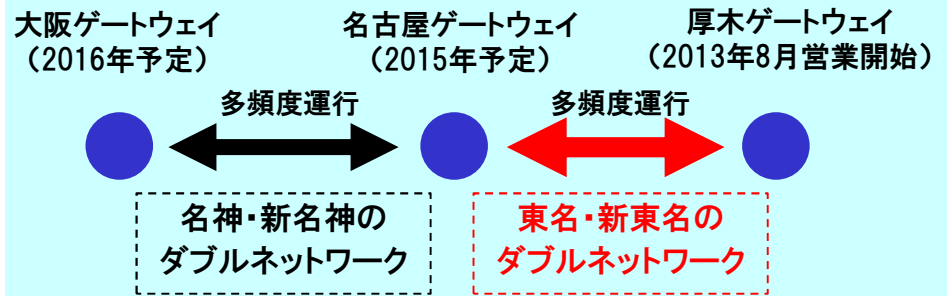 大阪ゲートウェイ
（2016年予定）
名古屋ゲートウェイ
（2015年予定）
厚木ゲートウェイ
（2013年8月営業開始）
多頻度運行
多頻度運行
名神・新名神の
ダブルネットワーク
東名・新東名の
ダブルネットワーク